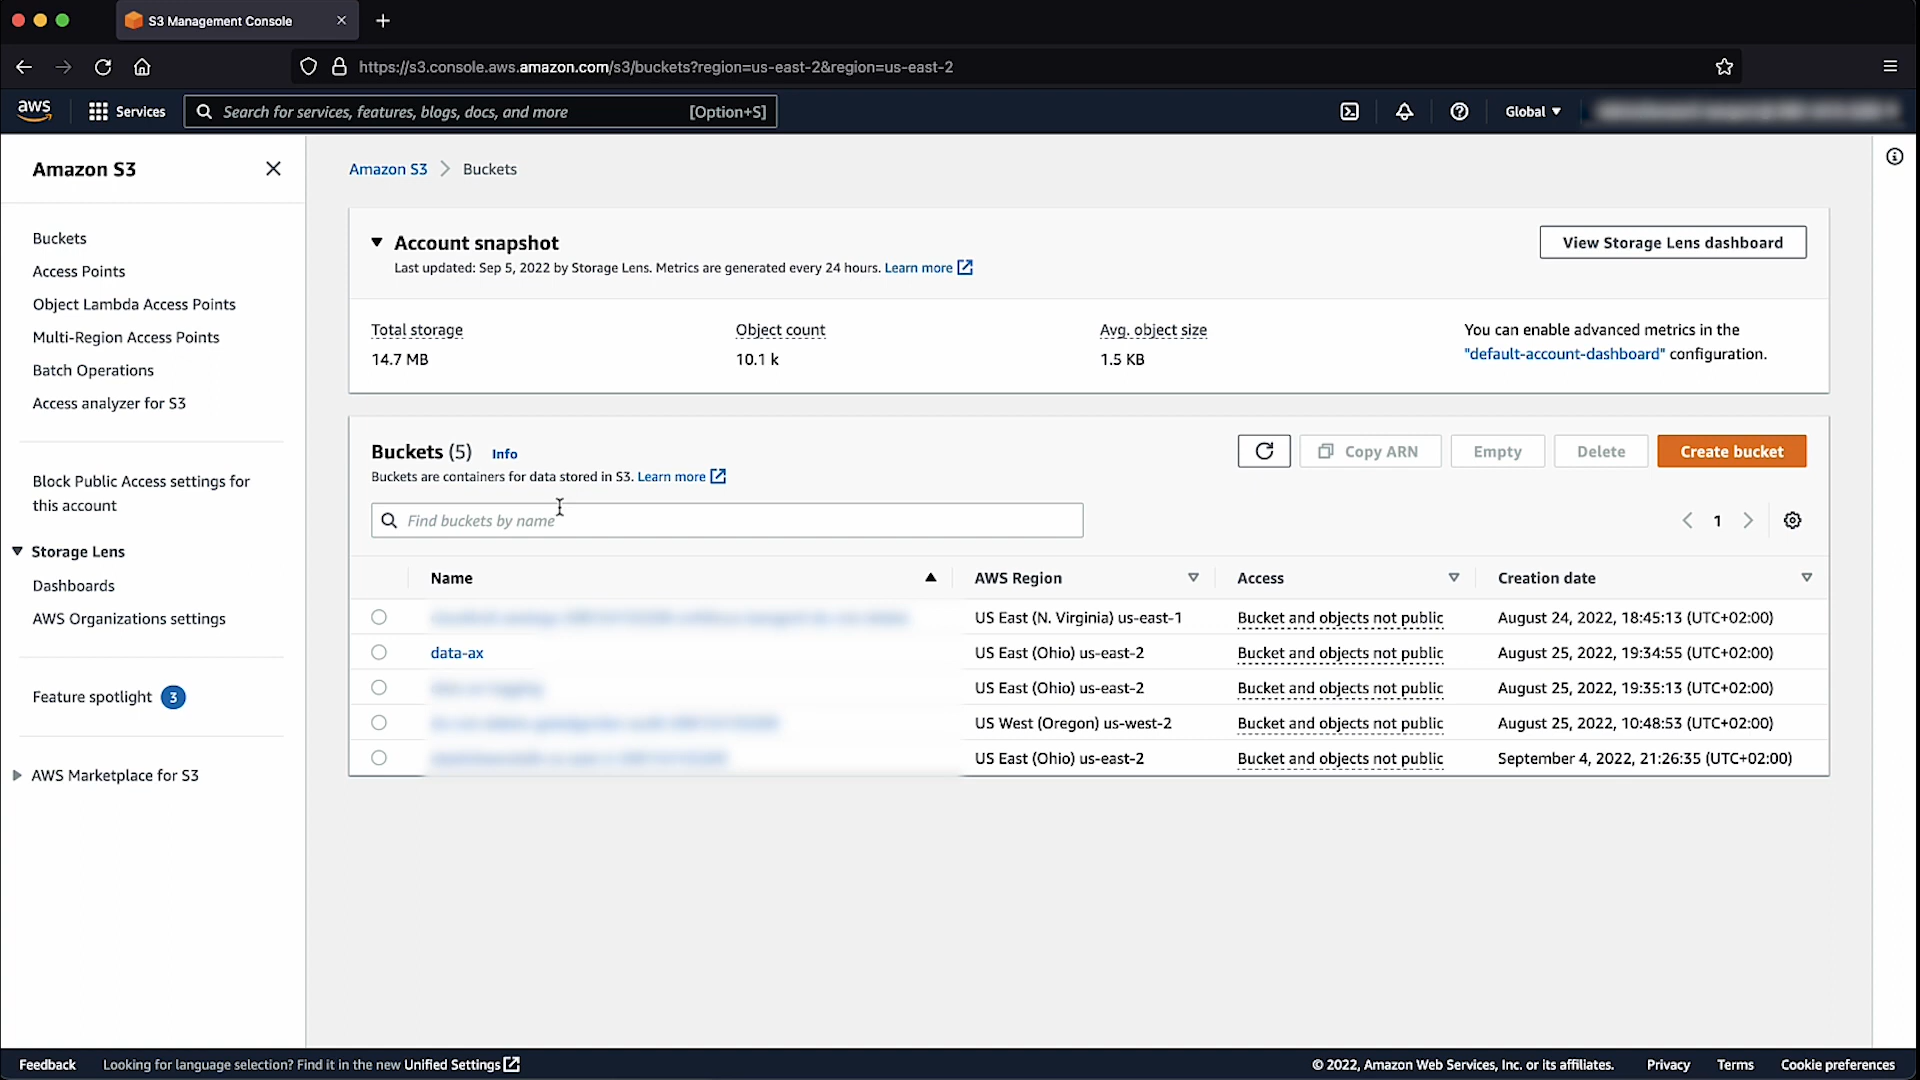 S3 Management Console
https://s3.console.aws.amazon.com/s3/buckets?region=us-east-2&region=us-east-2
aws
Services
Search for services, features, blogs, docs, and more
[Option+S]
Global
Amazon S3
Buckets
Access Points
Object Lambda Access Points
Multi-Region Access Points
Batch Operations
Access analyzer for S3
Block Public Access settings for
this account
Storage Lens
Dashboards
AWS Organizations settings
Feature spotlight 3
AWS Marketplace for S3
Amazon S3 Buckets
Account snapshot
Last updated: Sep 5, 2022 by Storage Lens. Metrics are generated every 24 hours. Learn more
View Storage Lens dashboard
Total storage
14.7 MB
Object count
10.1 k
Avg. object size
1.5 KB
You can enable advanced metrics in the
"default-account-dashboard" configuration.
Buckets (5) Info
Buckets are containers for data stored in S3. Learn more
Copy ARN
Empty
Delete
Create bucket
Find buckets by name
1
Name AWS Region Access Creation date
US East (N. Virginia) us-east-1 Bucket and objects not public August 24, 2022, 18:45:13 (UTC+02:00)
data-ax US East (Ohio) us-east-2 Bucket and objects not public August 25, 2022, 19:34:55 (UTC+02:00)
US East (Ohio) us-east-2 Bucket and objects not public August 25, 2022, 19:35:13 (UTC+02:00)
US West (Oregon) us-west-2 Bucket and objects not public August 25, 2022, 10:48:53 (UTC+02:00)
US East (Ohio) us-east-2 Bucket and objects not public September 4, 2022, 21:26:35 (UTC+02:00)
Feedback Looking for language selection? Find it in the new Unified Settings
© 2022, Amazon Web Services, Inc. or its affiliates. Privacy Terms Cookie preferences